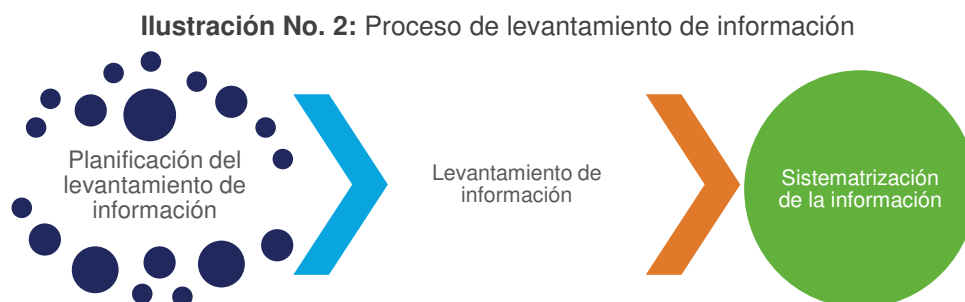 Ilustración No. 2: Proceso de levantamiento de información
Planificación del
levantamiento de
información
Levantamiento de
información
Sistematrización
de la información